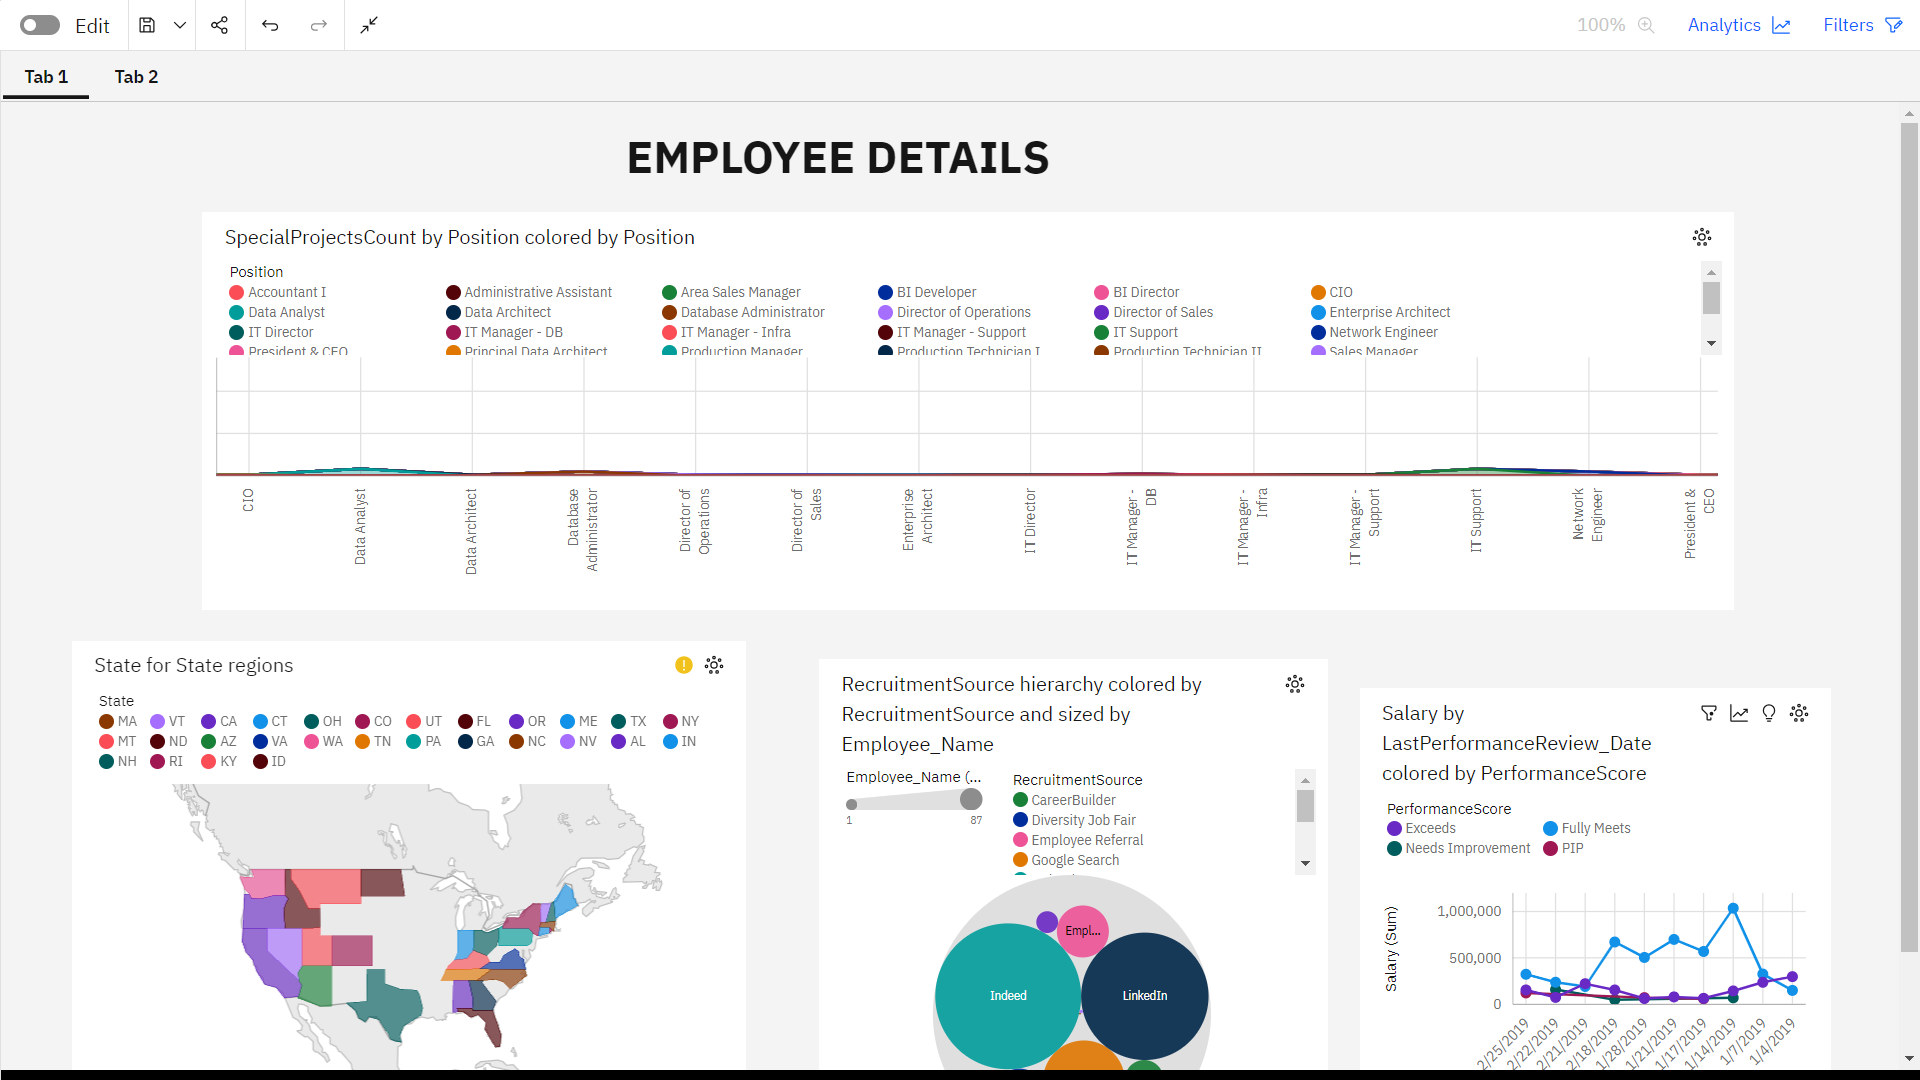 Edit
100%
Analytics
Filters
Tab 1
Tab 2
EMPLOYEE DETAILS
SpecialProjectsCount by Position colored by Position
Position
Accountant I
Administrative Assistant
Area Sales Manager
BI Developer
BI Director
CIO
Data Analyst
Data Architect
Database Administrator
Director of Operations
Director of Sales
Enterprise Architect
IT Director
IT Manager - DB
IT Manager - Infra
IT Manager - Support
IT Support
Network Engineer
President & CEO
Principal Data Architect
Production Manager
Production Technician I
Production Technician II
Sales Manager
CIO
Data Analyst
Data Architect
Database
Administrator
Director of
Operations
Director of
Sales
Enterprise
Architect
IT Director
IT Manager -
DB
IT Manager -
Infra
IT Manager -
Support
IT Support
Network
Engineer
President &
CEO
State for State regions
State
MA VT CA CT OH CO UT FL OR ME TX NY
MT ND AZ VA WA TN PA GA NC NV AL IN
NH RI KY ID
RecruitmentSource hierarchy colored by
RecruitmentSource and sized by
Employee_Name
Employee_Name (...
1
87
RecruitmentSource
CareerBuilder
Diversity Job Fair
Employee Referral
Google Search
Empl...
Indeed
LinkedIn
Salary by
LastPerformanceReview_Date
colored by PerformanceScore
PerformanceScore
Exceeds
Fully Meets
Needs Improvement
PIP
Salary (Sum)
1,000,000
500,000
0
2/25/2019
2/22/2019
2/21/2019
2/18/2019
1/28/2019
1/21/2019
1/17/2019
1/14/2019
1/7/2019
1/4/2019